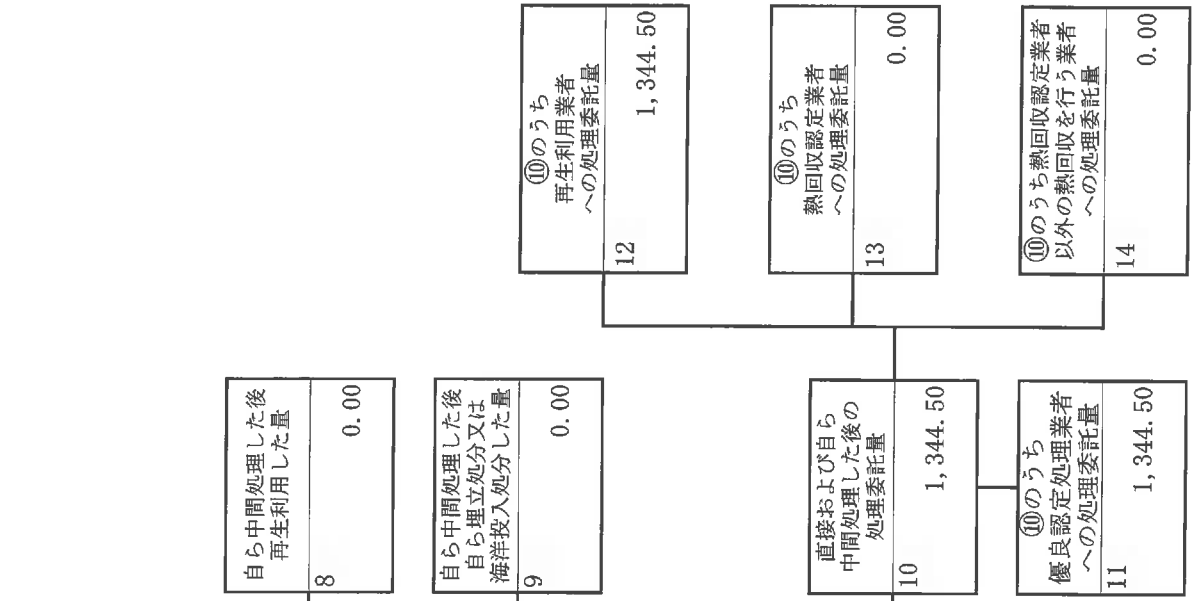 自ら中間処理した後
再生利用した量
8
0.00
自ら中間処理した後
自ら埋立処分又は
海洋投入処分した量
9
0.00
直接および自ら
中間処理した後の
処理委託量
10
1,344.50
⑩のうち
優良認定処理業者
への処理委託量
11
1,344.50
⑩のうち
再生利用業者
への処理委託量
12
1,344.50
⑩のうち
熱回収認定業者
への処理委託量
13
0.00
⑩のうち熱回収認定業者
以外の熱回収を行う業者
への処理委託量
14
0.00